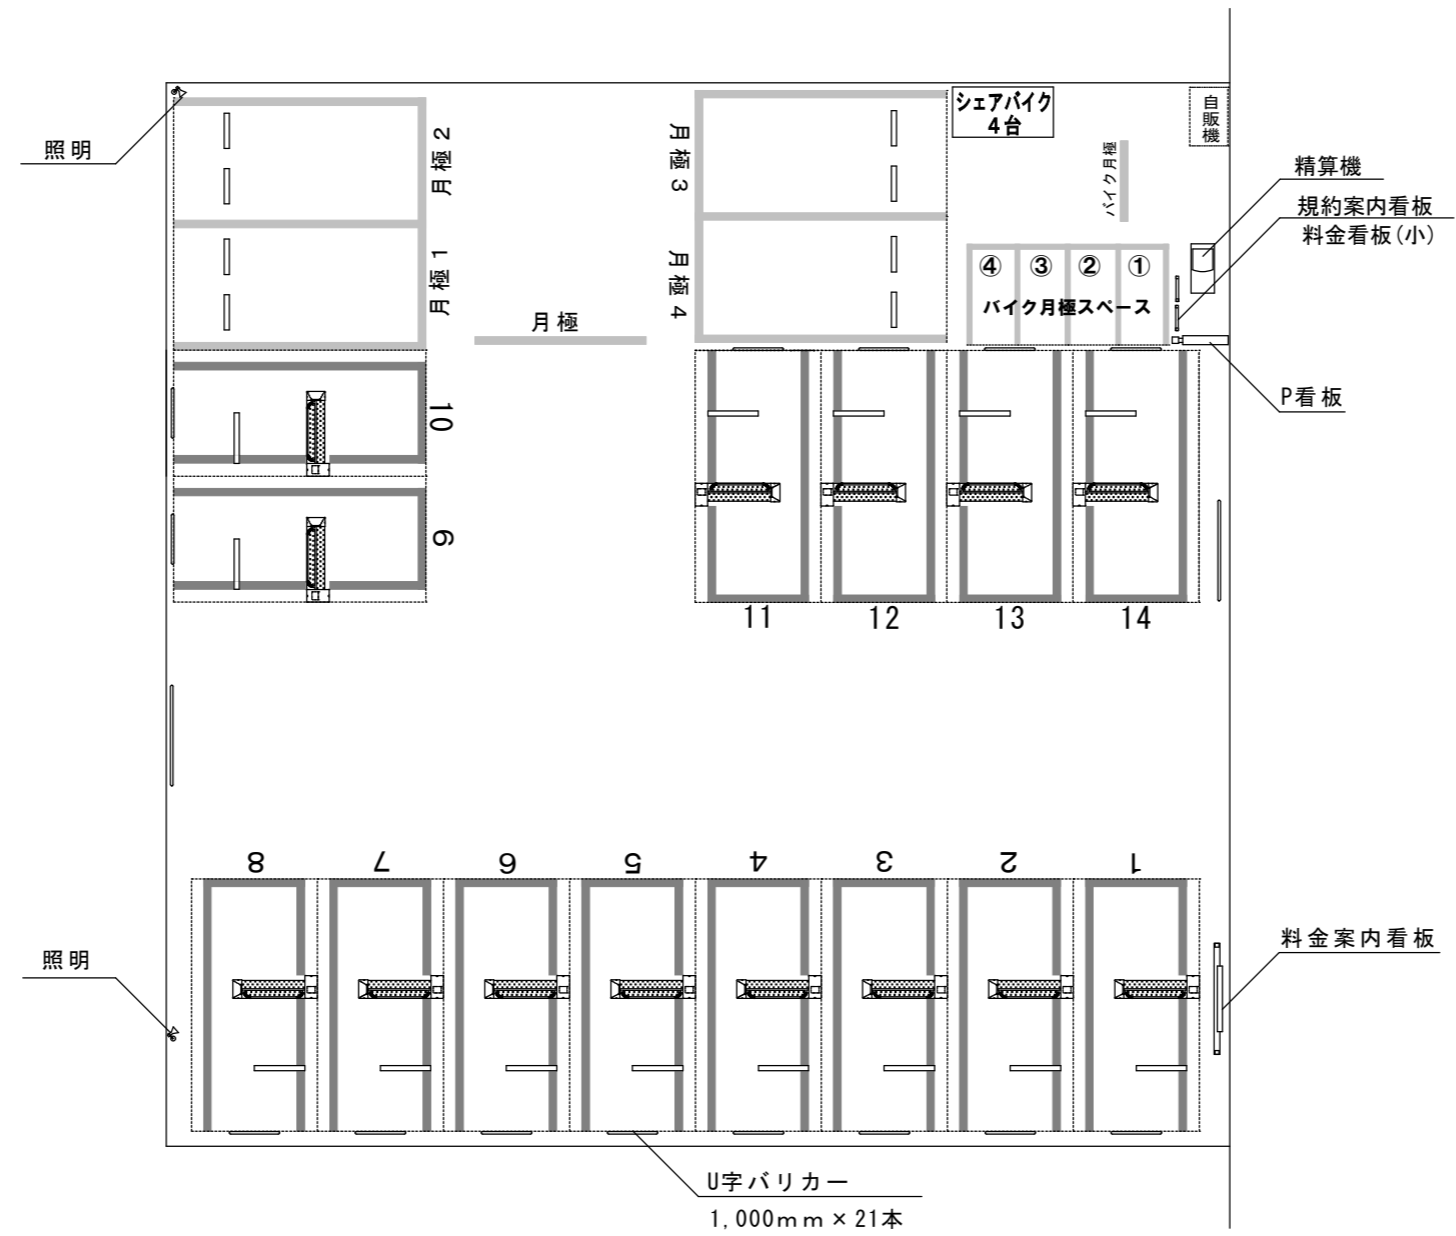 照明
月極2
月極1
月極3
月極4
シェアバイク
4台
自販機
バイク月極
精算機
規約案内看板
料金看板(小)
④ ③ ② ①
バイク月極スペース
月極
P看板
10
9
11 12 13 14
8 7 6 5 4 3 2 1
照明
料金案内看板
U字バリカー
1,000mm×21本